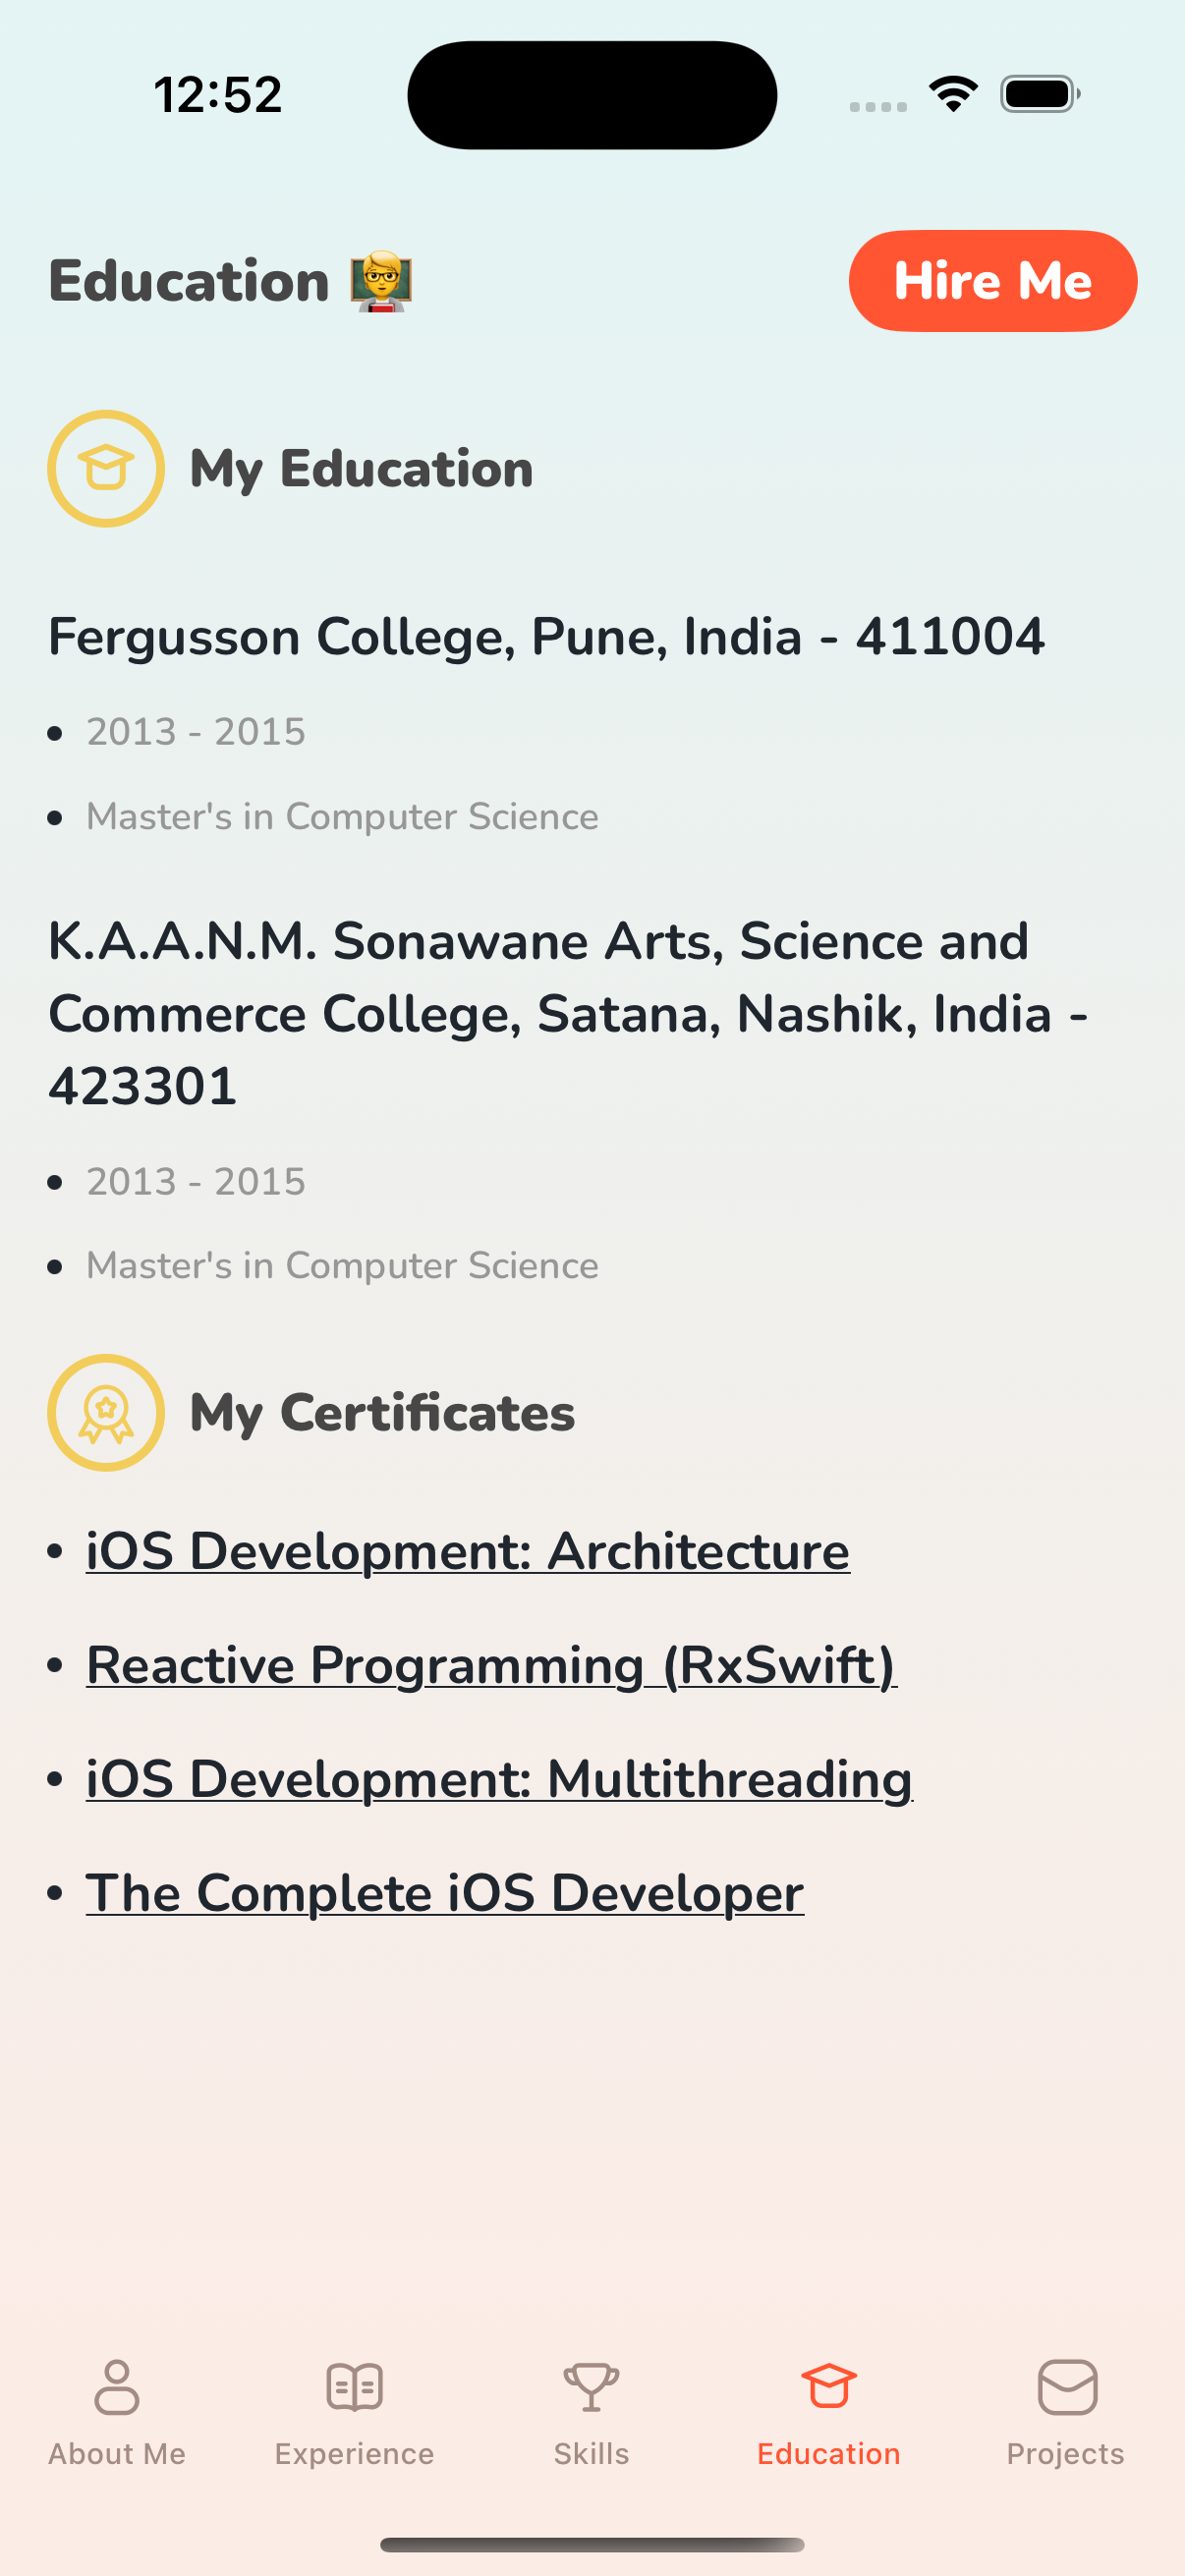 12:52
Education
Hire Me
My Education
Fergusson College, Pune, India - 411004
• 2013 - 2015
• Master's in Computer Science
K.A.A.N.M. Sonawane Arts, Science and
Commerce College, Satana, Nashik, India -
423301
• 2013 - 2015
• Master's in Computer Science
My Certificates
• iOS Development: Architecture
• Reactive Programming (RxSwift)
• iOS Development: Multithreading
• The Complete iOS Developer
About Me Experience Skills Education Projects